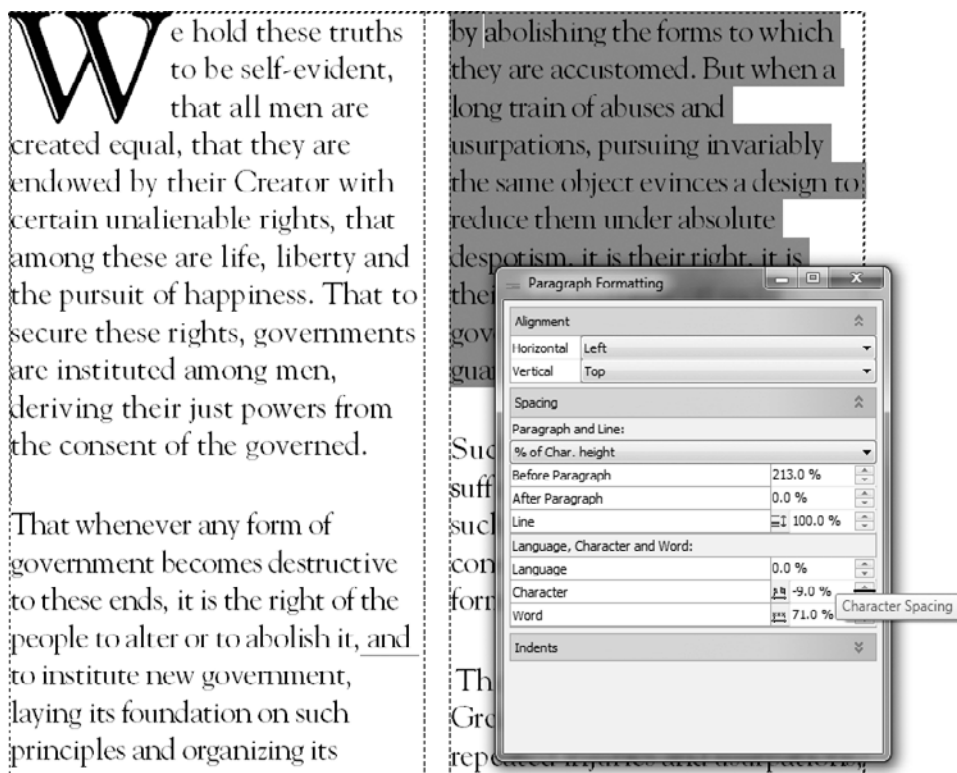 We hold these truths
to be self-evident,
that all men are
created equal, that they are
endowed by their Creator with
certain unalienable rights, that
among these are life, liberty and
the pursuit of happiness. That to
secure these rights, governments
are instituted among men,
deriving their just powers from
the consent of the governed.
That whenever any form of
government becomes destructive
to these ends, it is the right of the
people to alter or to abolish it, and
to institute new government,
laying its foundation on such
principles and organizing its
by abolishing the forms to which
they are accustomed. But when a
long train of abuses and
usurpations, pursuing invariably
the same object evinces a design to
reduce them under absolute
despotism, it is their right, it is
Paragraph Formatting
Alignment
Horizontal Left
Vertical Top
Spacing
Paragraph and Line:
% of Char. height
Before Paragraph 213.0 %
After Paragraph 0.0 %
Line 100.0 %
Language, Character and Word:
Language 0.0 %
Character -9.0 %
Word 71.0 %
Character Spacing
Indents
repeated injuries and usurpations,